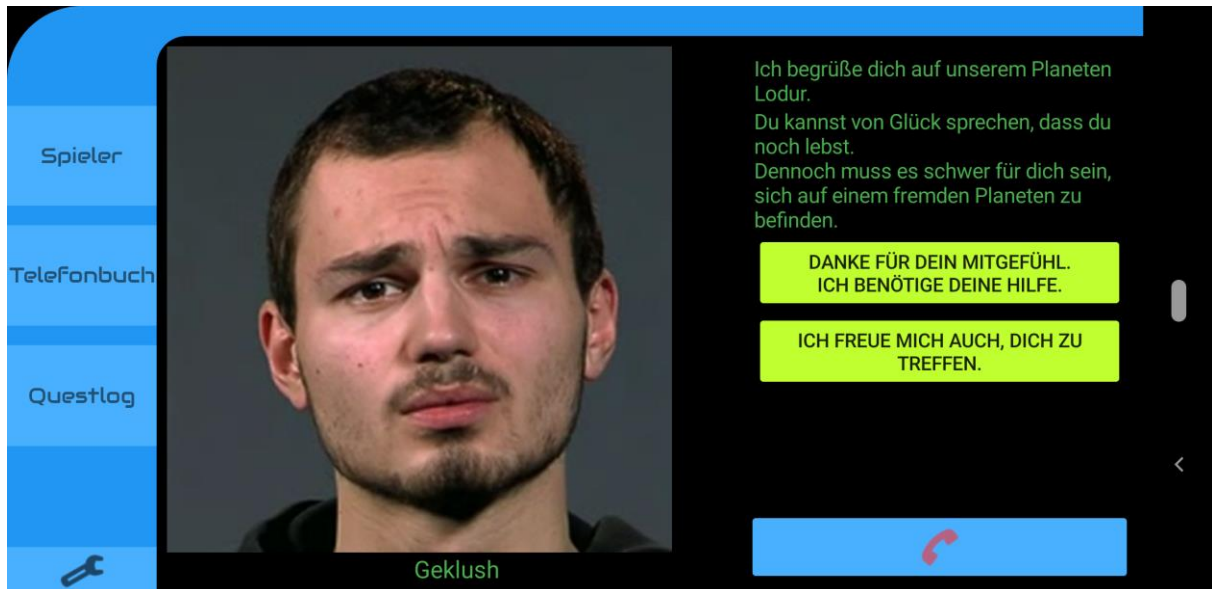 Spieler
Telefonbuch
Questlog
Geklush
Ich begrüße dich auf unserem Planeten
Lodur.
Du kannst von Glück sprechen, dass du
noch lebst.
Dennoch muss es schwer für dich sein,
sich auf einem fremden Planeten zu
befinden.
DANKE FÜR DEIN MITGEFÜHL.
ICH BENÖTIGE DEINE HILFE.
ICH FREUE MICH AUCH, DICH ZU
TREFFEN.